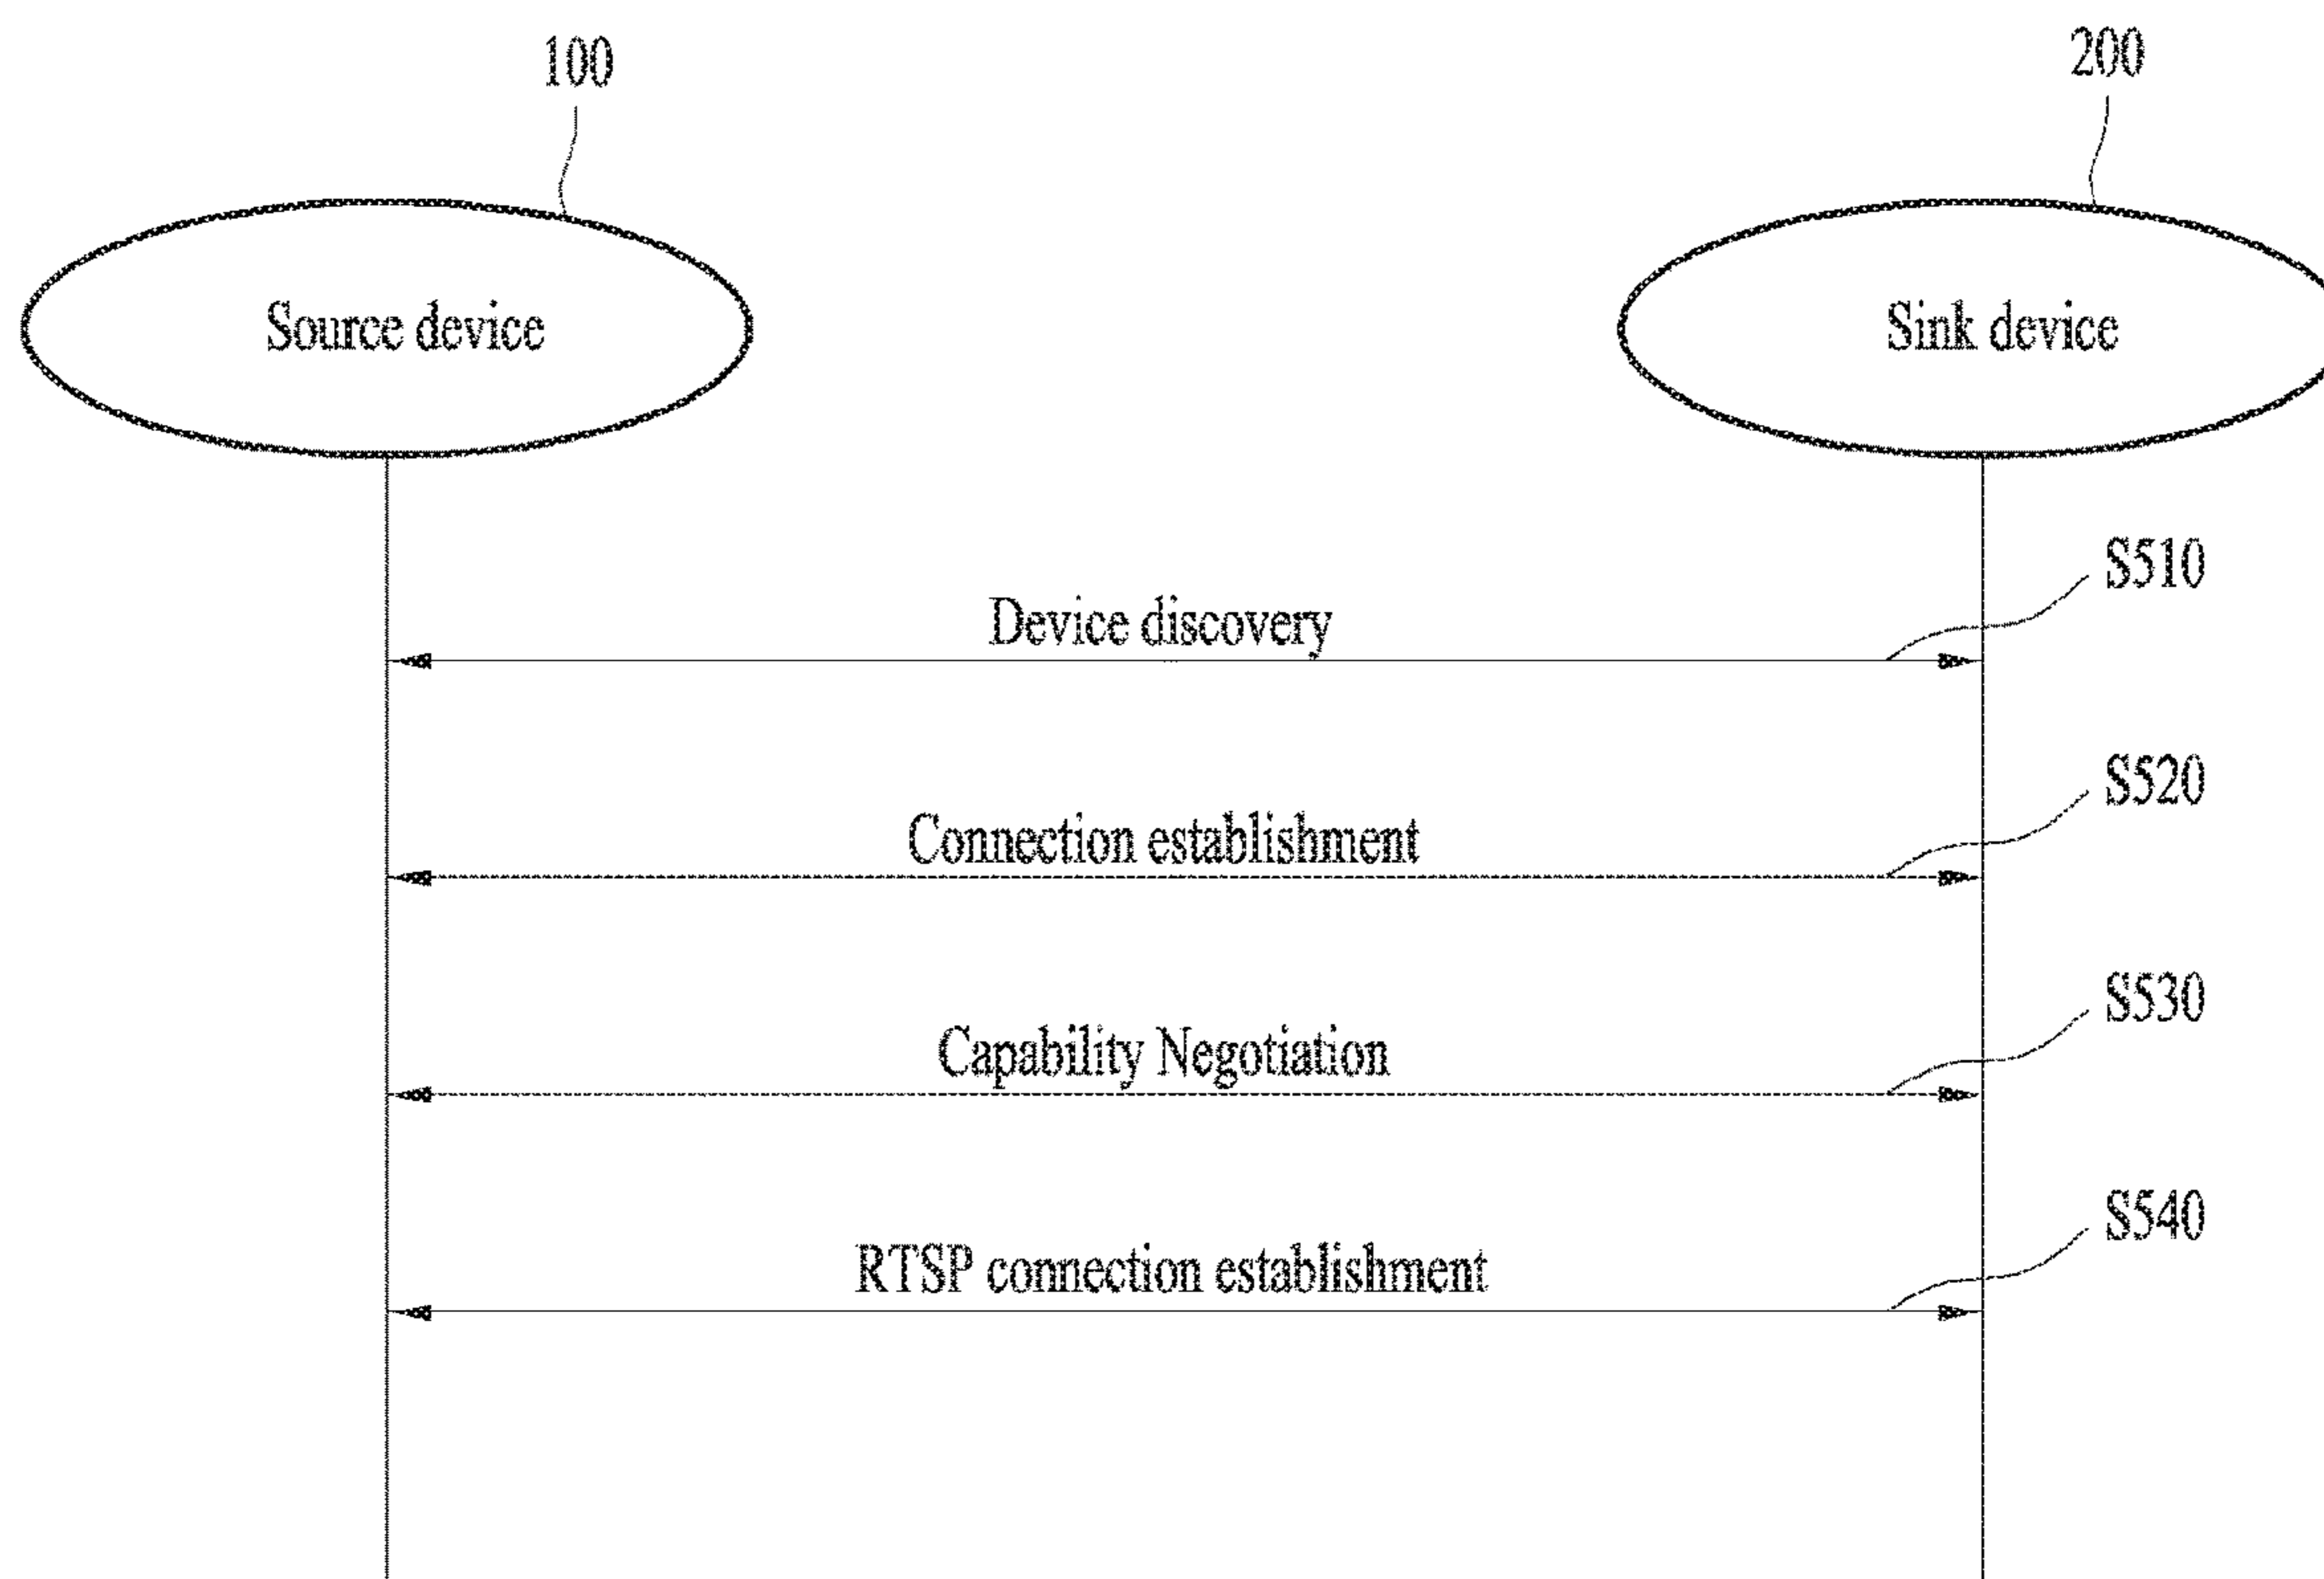 100
200
Source device
Sink device
S510
Device discovery
S520
Connection establishment
S530
Capability Negotiation
S540
RTSP connection establishment